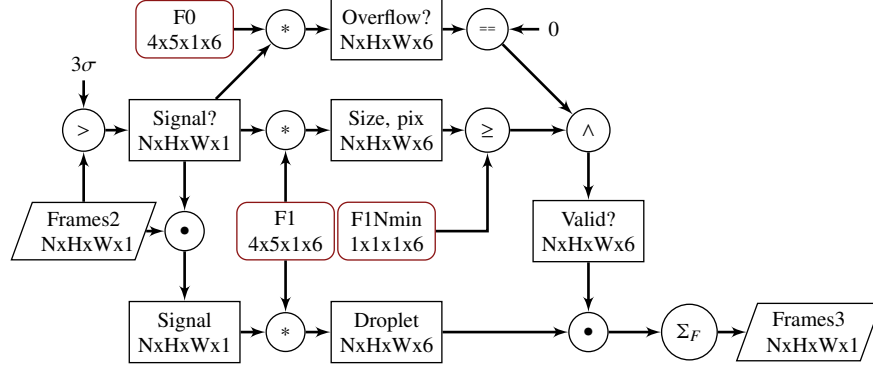 F0
4x5x1x6
*
Overflow?
NxHxWx6
==
0
3σ
>
Signal?
NxHxWx1
*
Size, pix
NxHxWx6
≥
∧
Frames2
NxHxWx1
•
F1
4x5x1x6
F1Nmin
1x1x1x6
Valid?
NxHxWx6
Signal
NxHxWx1
*
Droplet
NxHxWx6
•
Σ_F
Frames3
NxHxWx1